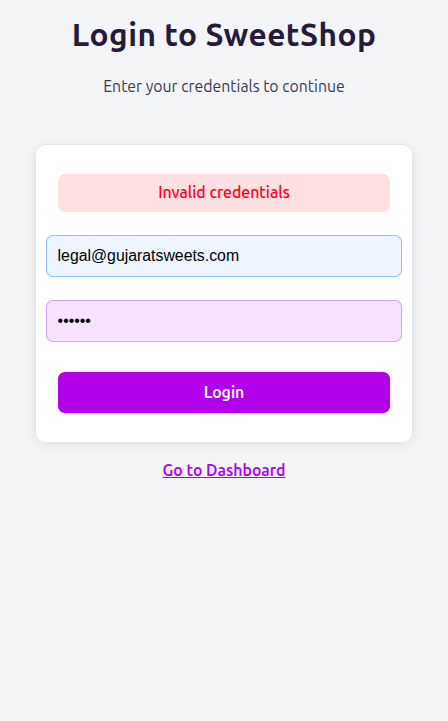 Login to SweetShop
Enter your credentials to continue
Invalid credentials
legal@gujaratsweets.com
••••••
Login
Go to Dashboard